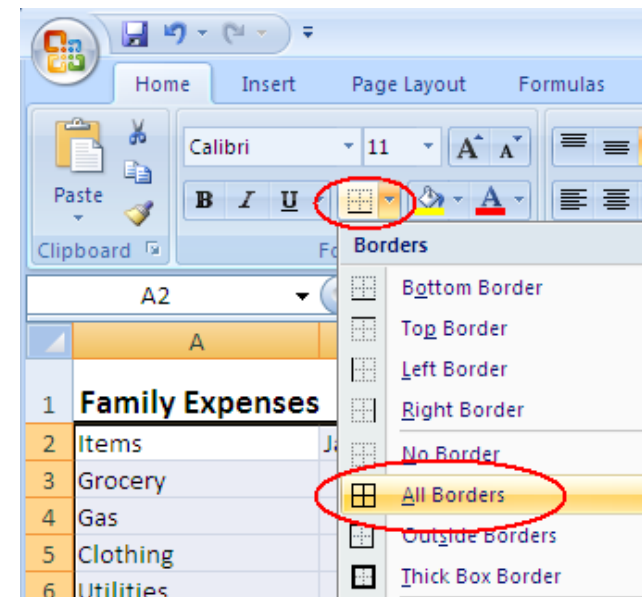 Home Insert Page Layout Formulas
Calibri 11 A A
Paste B I U A
Clipboard
Borders
A2
Bottom Border
Top Border
Left Border
Right Border
No Border
All Borders
Outside Borders
Thick Box Border
A
1 Family Expenses
2 Items
3 Grocery
4 Gas
5 Clothing
6 Utilities